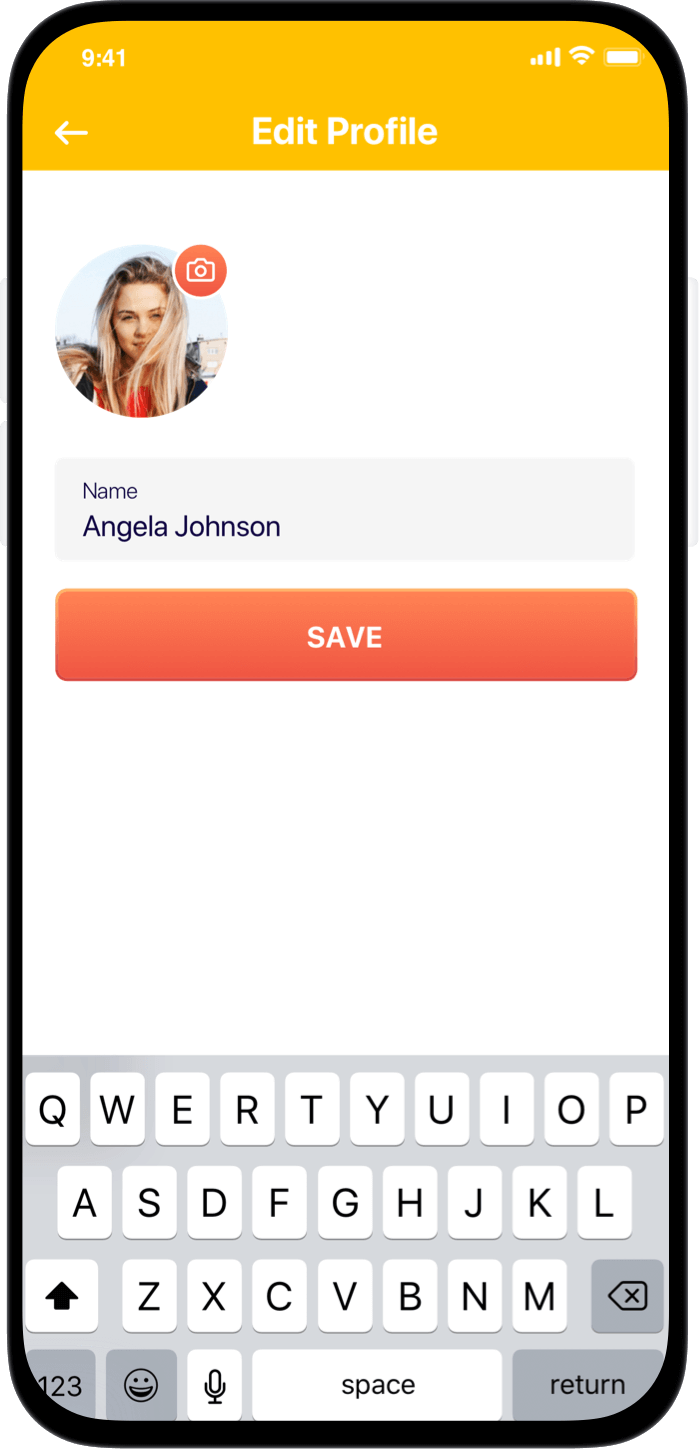 9:41
Edit Profile
Name
Angela Johnson
SAVE
Q W E R T Y U I O P
A S D F G H J K L
Z X C V B N M
123 space return